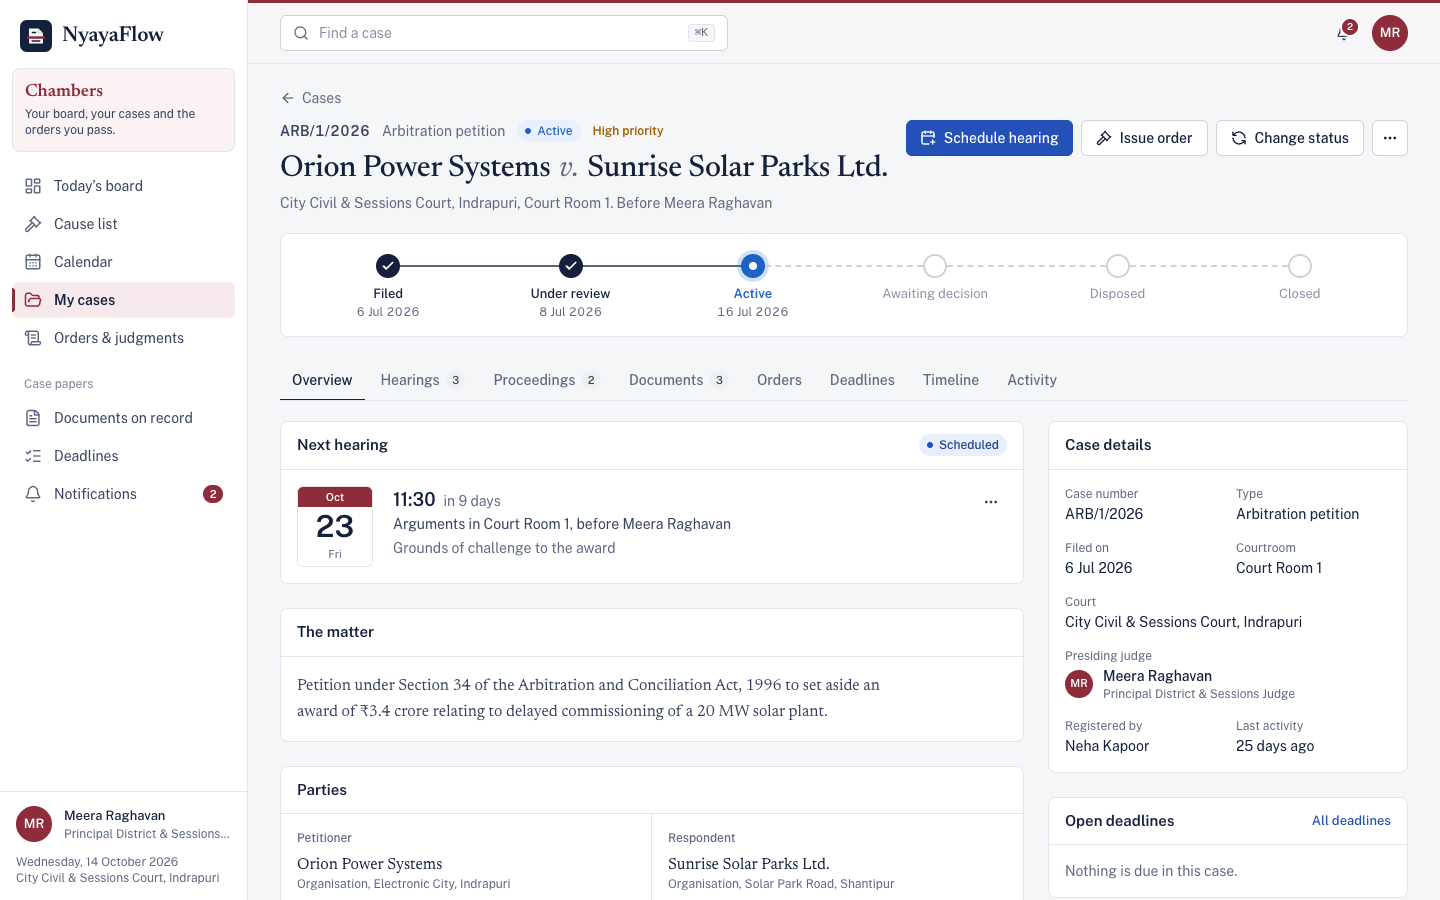 NyayaFlow
Chambers
Your board, your cases and the
orders you pass.
Today’s board
Cause list
Calendar
My cases
Orders & judgments
Case papers
Documents on record
Deadlines
Notifications 2
MR
Meera Raghavan
Principal District & Sessions...
Wednesday, 14 October 2026
City Civil & Sessions Court, Indrapuri
Find a case ⌘K
2
MR
Cases
ARB/1/2026 Arbitration petition Active High priority
Orion Power Systems v. Sunrise Solar Parks Ltd.
City Civil & Sessions Court, Indrapuri, Court Room 1. Before Meera Raghavan
Schedule hearing
Issue order
Change status
Filed
6 Jul 2026
Under review
8 Jul 2026
Active
16 Jul 2026
Awaiting decision
Disposed
Closed
Overview Hearings 3 Proceedings 2 Documents 3 Orders Deadlines Timeline Activity
Next hearing Scheduled
Oct
23
Fri
11:30 in 9 days
Arguments in Court Room 1, before Meera Raghavan
Grounds of challenge to the award
The matter
Petition under Section 34 of the Arbitration and Conciliation Act, 1996 to set aside an
award of ₹3.4 crore relating to delayed commissioning of a 20 MW solar plant.
Parties
Petitioner
Orion Power Systems
Organisation, Electronic City, Indrapuri
Respondent
Sunrise Solar Parks Ltd.
Organisation, Solar Park Road, Shantipur
Case details
Case number
ARB/1/2026
Type
Arbitration petition
Filed on
6 Jul 2026
Courtroom
Court Room 1
Court
City Civil & Sessions Court, Indrapuri
Presiding judge
MR
Meera Raghavan
Principal District & Sessions Judge
Registered by
Neha Kapoor
Last activity
25 days ago
Open deadlines All deadlines
Nothing is due in this case.